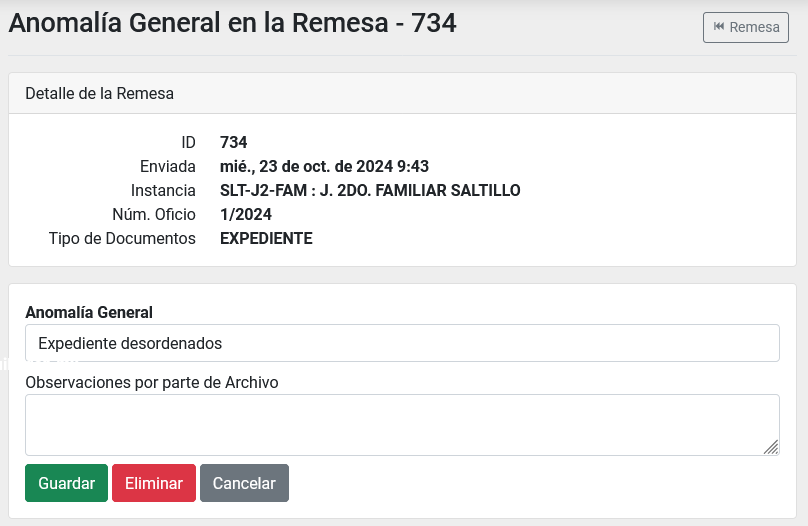 Anomalía General en la Remesa - 734
Remesa
Detalle de la Remesa
ID 734
Enviada mié., 23 de oct. de 2024 9:43
Instancia SLT-J2-FAM : J. 2DO. FAMILIAR SALTILLO
Núm. Oficio 1/2024
Tipo de Documentos EXPEDIENTE
Anomalía General
Expediente desordenados
Observaciones por parte de Archivo
Guardar Eliminar Cancelar